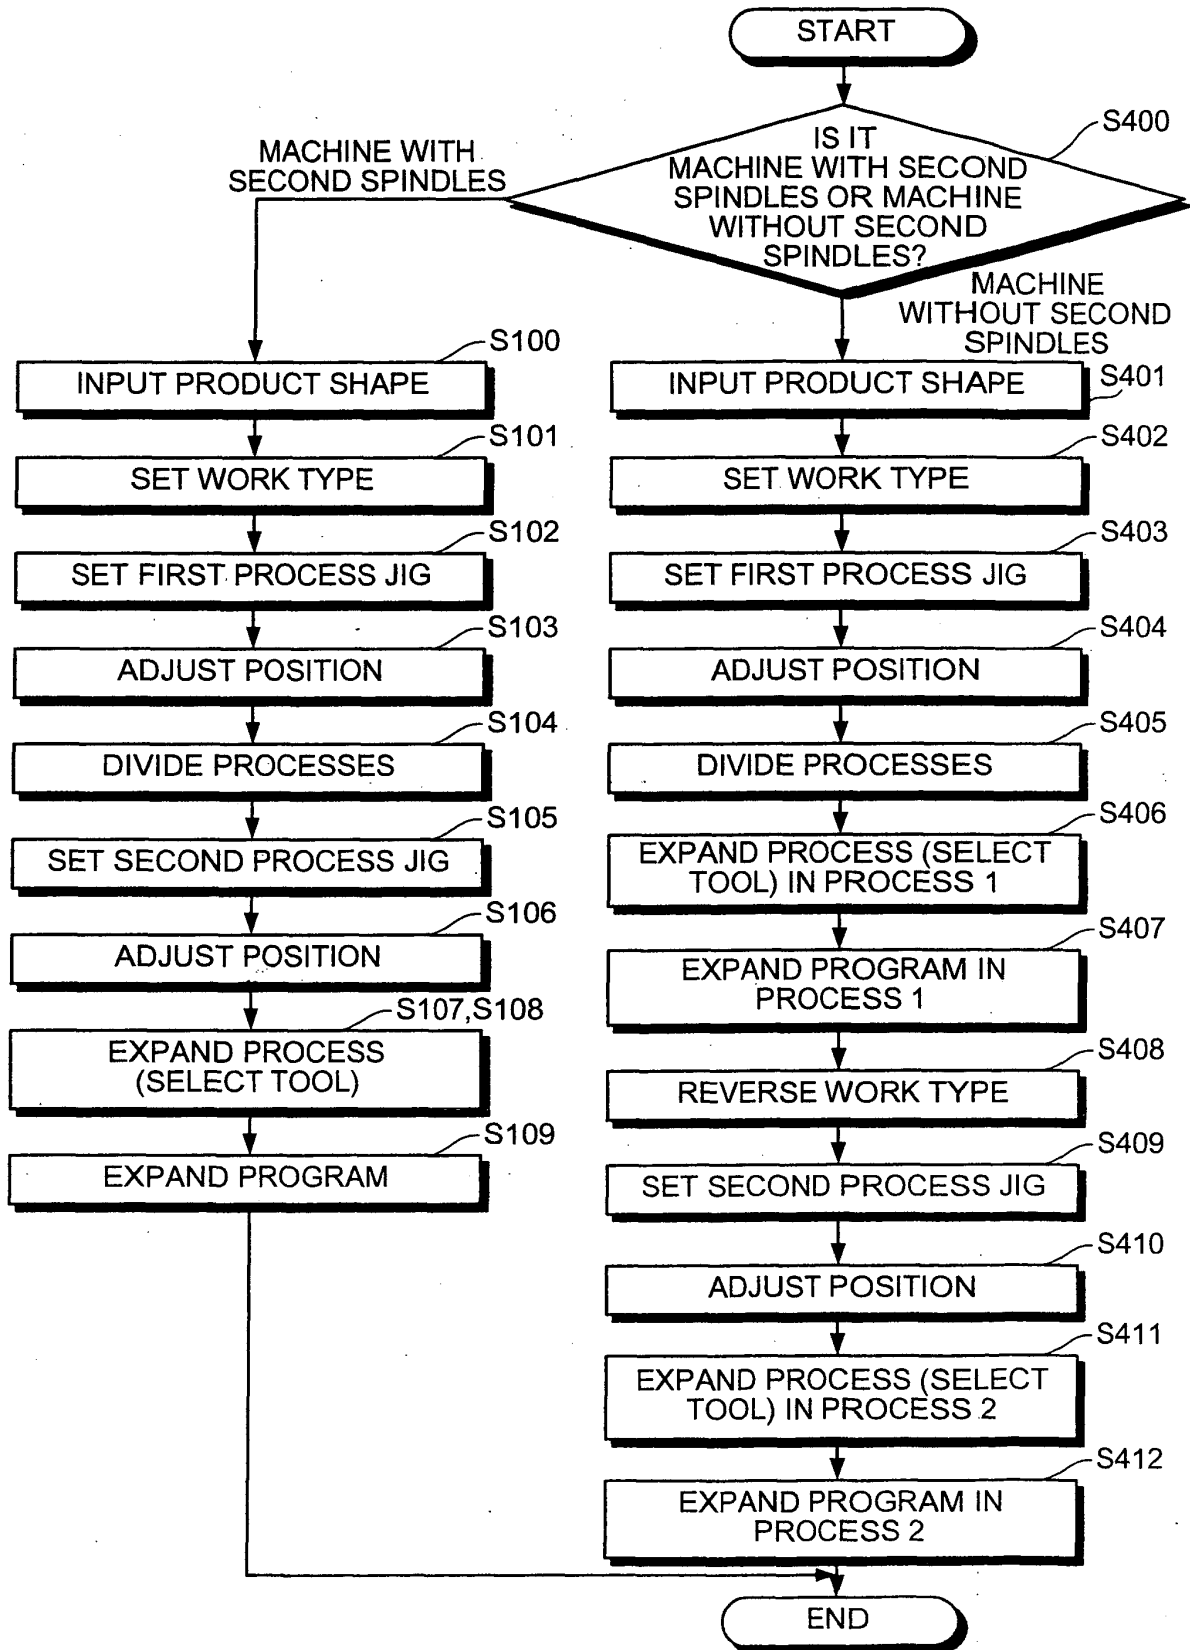 START
S400
IS IT
MACHINE WITH SECOND
SPINDLES OR MACHINE
WITHOUT SECOND
SPINDLES?
MACHINE WITH
SECOND SPINDLES
MACHINE
WITHOUT SECOND
SPINDLES
S100
INPUT PRODUCT SHAPE
S101
SET WORK TYPE
S102
SET FIRST PROCESS JIG
S103
ADJUST POSITION
S104
DIVIDE PROCESSES
S105
SET SECOND PROCESS JIG
S106
ADJUST POSITION
S107,S108
EXPAND PROCESS
(SELECT TOOL)
S109
EXPAND PROGRAM
S401
INPUT PRODUCT SHAPE
S402
SET WORK TYPE
S403
SET FIRST PROCESS JIG
S404
ADJUST POSITION
S405
DIVIDE PROCESSES
S406
EXPAND PROCESS (SELECT
TOOL) IN PROCESS 1
S407
EXPAND PROGRAM IN
PROCESS 1
S408
REVERSE WORK TYPE
S409
SET SECOND PROCESS JIG
S410
ADJUST POSITION
S411
EXPAND PROCESS (SELECT
TOOL) IN PROCESS 2
S412
EXPAND PROGRAM IN
PROCESS 2
END